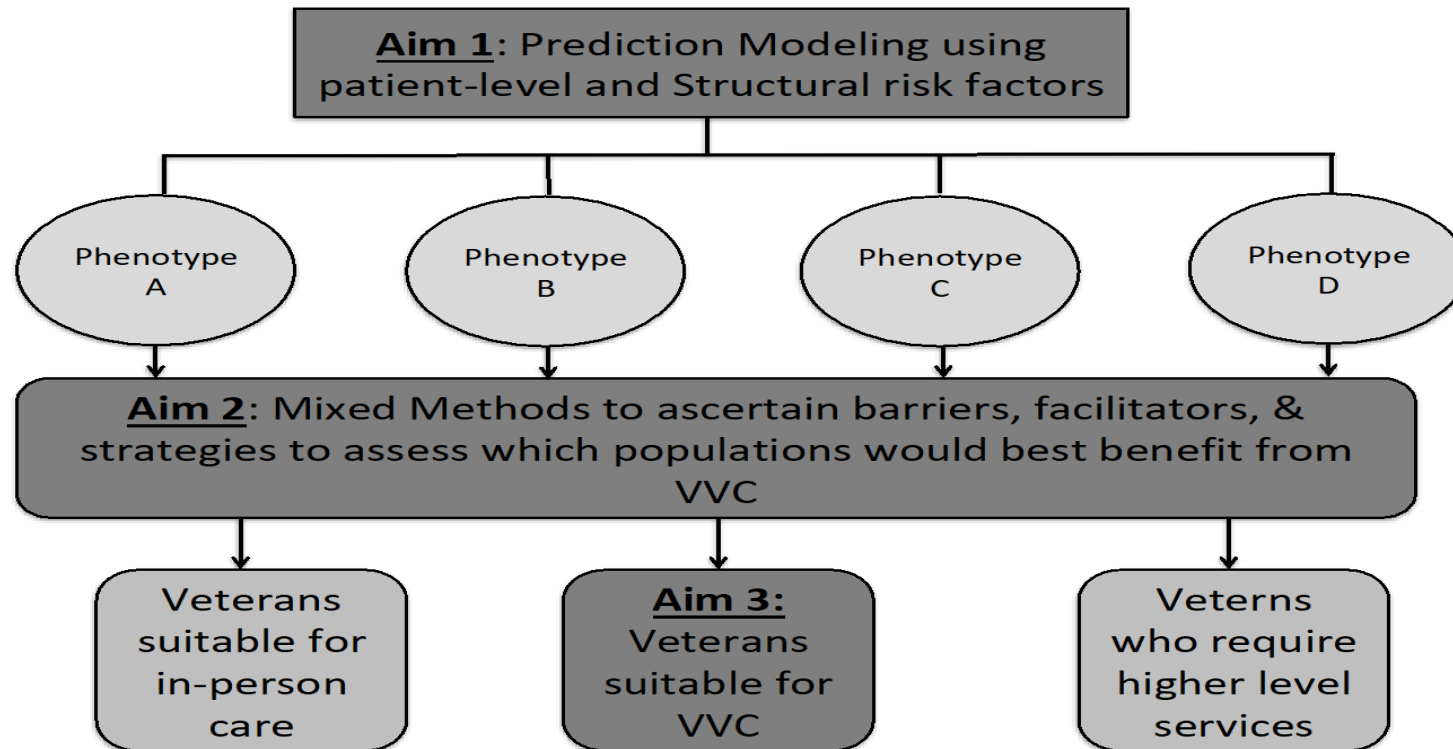 Aim 1: Prediction Modeling using
patient-level and Structural risk factors
Phenotype
A
Phenotype
B
Phenotype
C
Phenotype
D
Aim 2: Mixed Methods to ascertain barriers, facilitators, &
strategies to assess which populations would best benefit from
VVC
Veterans
suitable for
in-person
care
Aim 3:
Veterans
suitable for
VVC
Veterns
who require
higher level
services